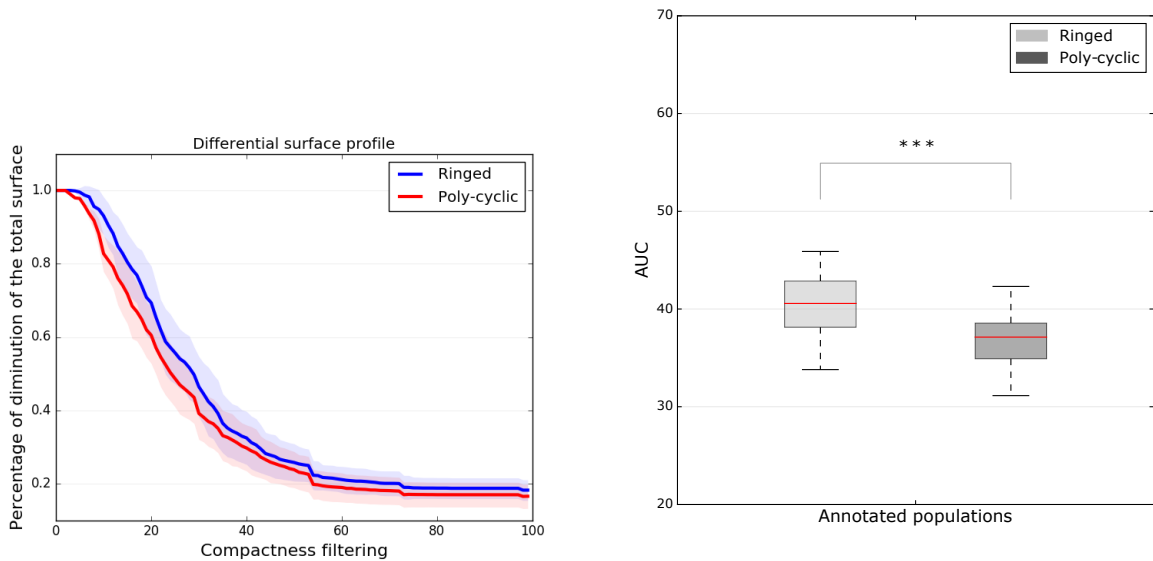 Differential surface profile
Percentage of diminution of the total surface
1.0
0.8
0.6
0.4
0.2
0 20 40 60 80 100
Compactness filtering
Ringed
Poly-cyclic
70
60
50
40
30
20
AUC
Ringed
Poly-cyclic
***
Annotated populations